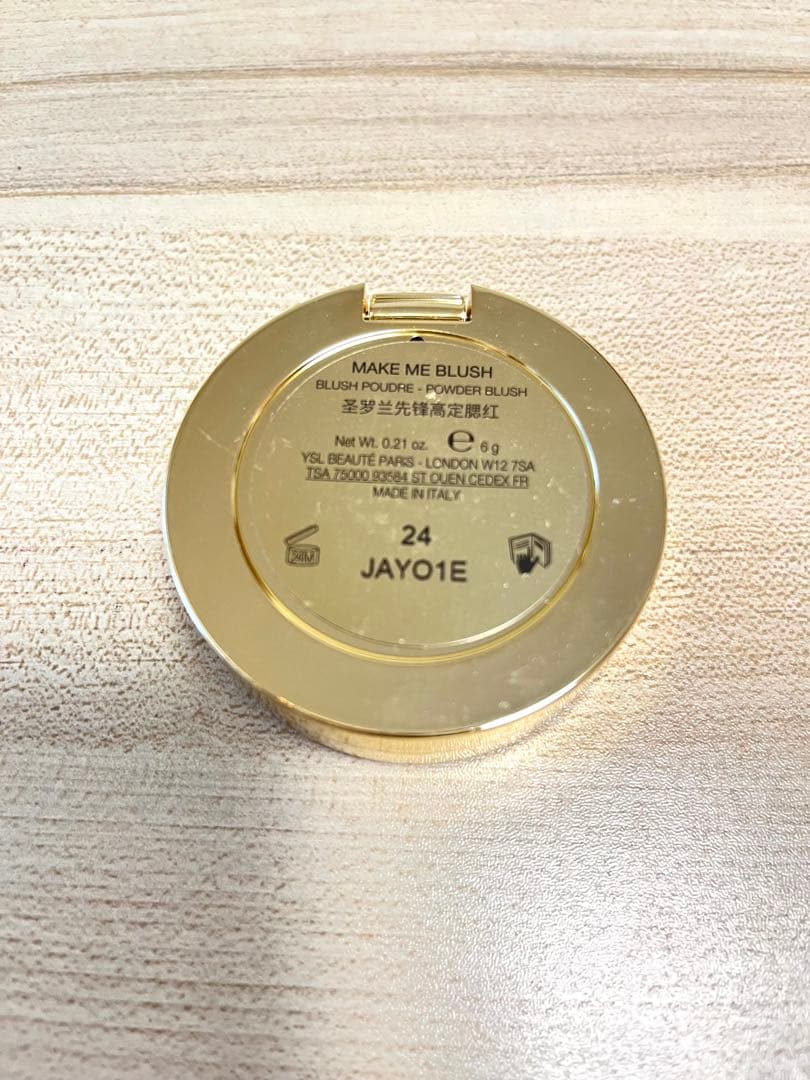 MAKE ME BLUSH
BLUSH POUDRE - POWDER BLUSH
圣罗兰先锋高定腮红
Net Wt. 0.21 oz. ℮ 6 g
YSL BEAUTÉ PARIS - LONDON W12 7SA
TSA 75000 93584 ST OUEN CEDEX FR
MADE IN ITALY
24M
24
JAYO1E